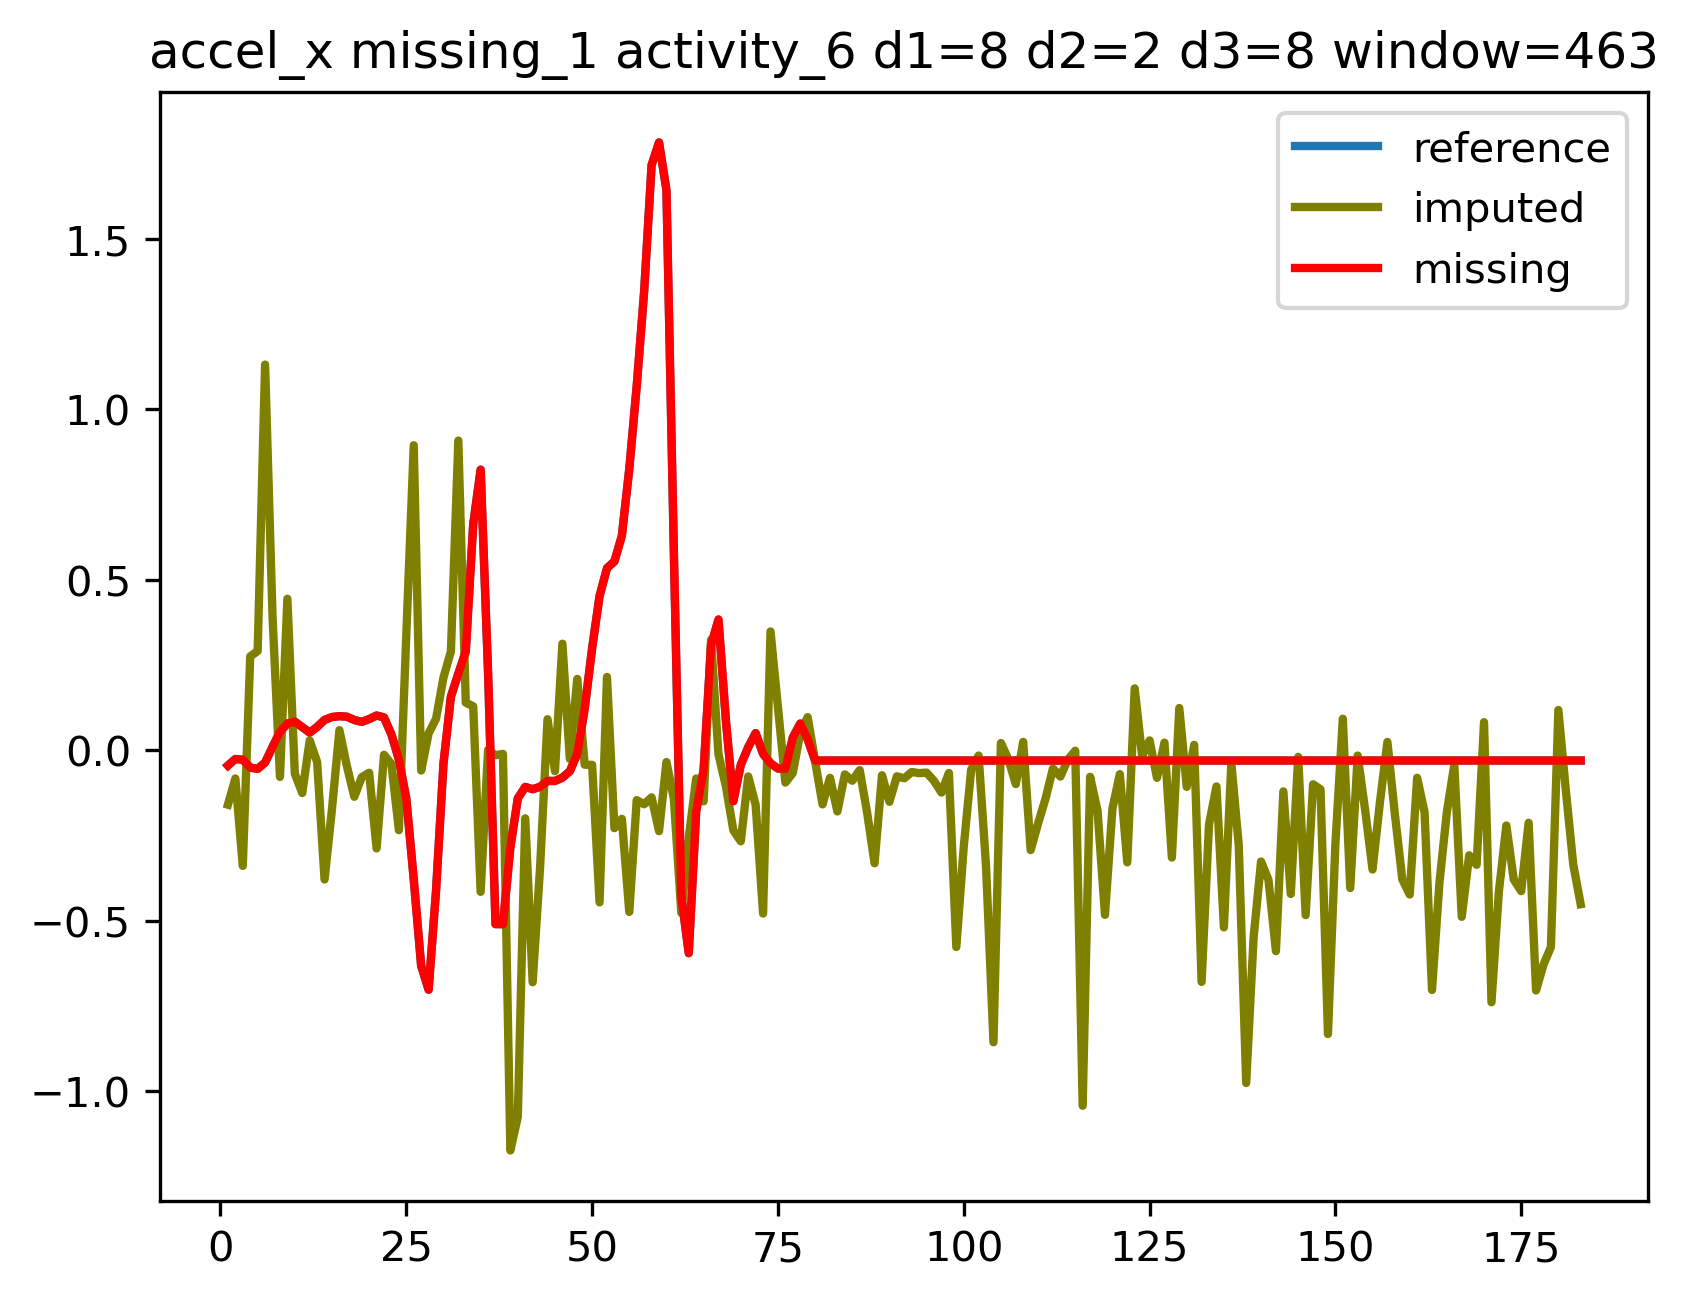 accel_x missing_1 activity_6 d1=8 d2=2 d3=8 window=463
reference
imputed
missing
1.5
1.0
0.5
0.0
−0.5
−1.0
0 25 50 75 100 125 150 175